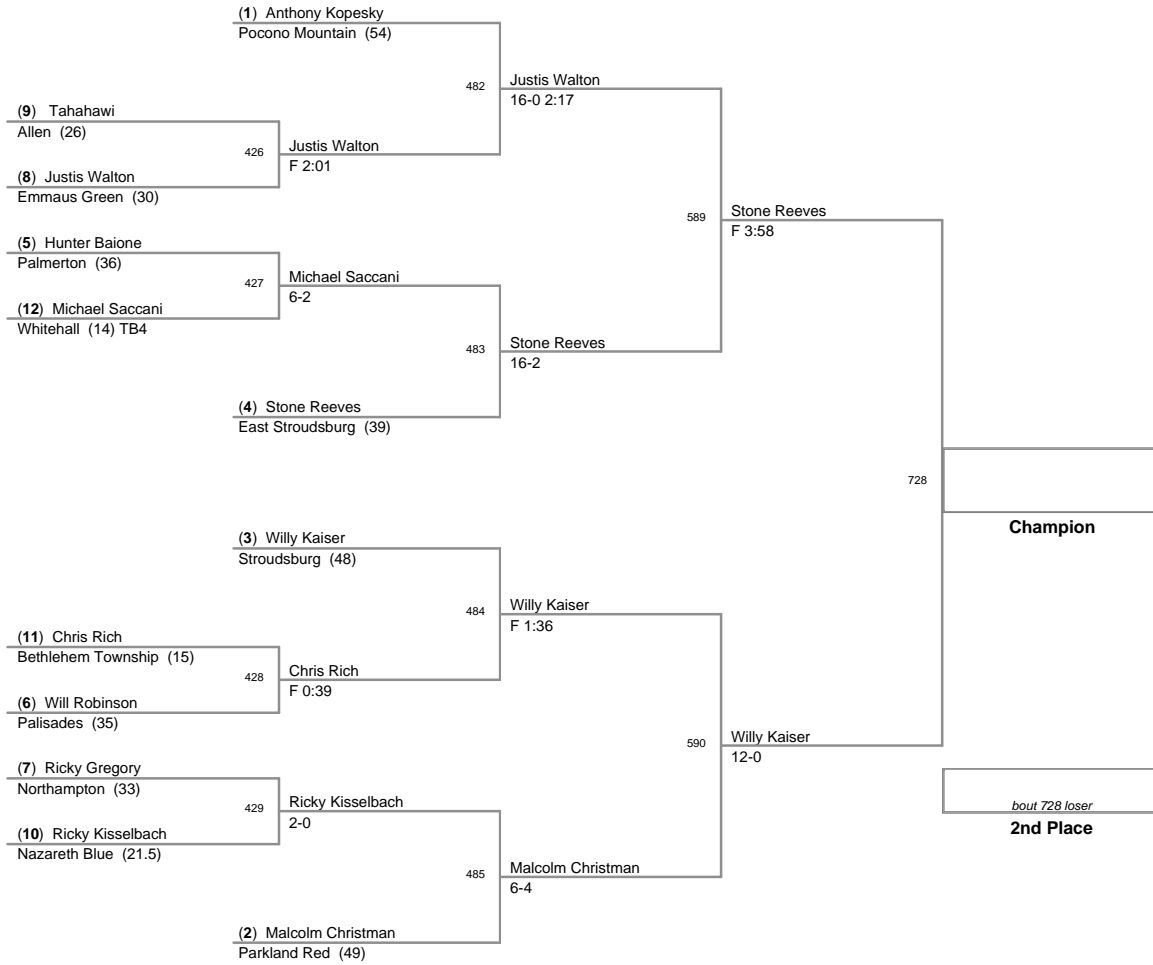 (1) Anthony Kopesky
Pocono Mountain (54)
482
Justis Walton
16-0 2:17
(9) Tahahawi
Allen (26)
426
Justis Walton
F 2:01
(8) Justis Walton
Emmaus Green (30)
589
Stone Reeves
F 3:58
(5) Hunter Baione
Palmerton (36)
427
Michael Saccani
6-2
(12) Michael Saccani
Whitehall (14) TB4
483
Stone Reeves
16-2
(4) Stone Reeves
East Stroudsburg (39)
728
Champion
(3) Willy Kaiser
Stroudsburg (48)
484
Willy Kaiser
F 1:36
(11) Chris Rich
Bethlehem Township (15)
428
Chris Rich
F 0:39
(6) Will Robinson
Palisades (35)
590
Willy Kaiser
12-0
(7) Ricky Gregory
Northampton (33)
429
Ricky Kisselbach
2-0
(10) Ricky Kisselbach
Nazareth Blue (21.5)
bout 728 loser
2nd Place
485
Malcolm Christman
6-4
(2) Malcolm Christman
Parkland Red (49)